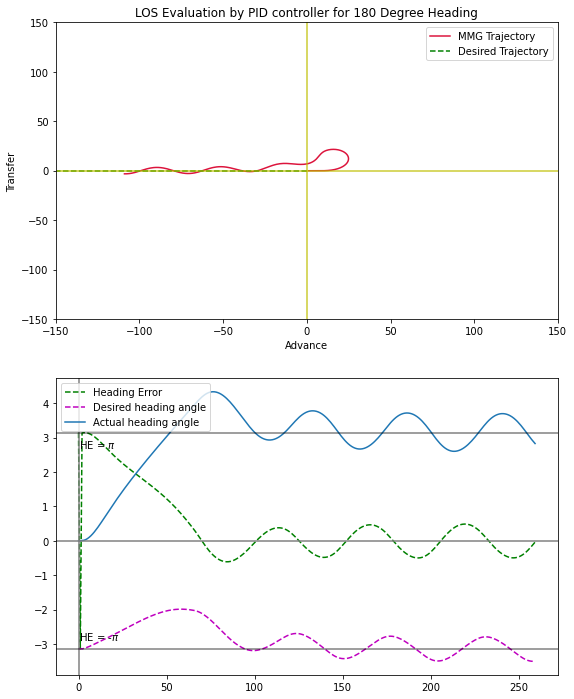 LOS Evaluation by PID controller for 180 Degree Heading
150
100
50
0
−50
−100
−150
Transfer
MMG Trajectory
Desired Trajectory
−150 −100 −50 0 50 100 150
Advance
4
3
2
1
0
−1
−2
−3
Heading Error
Desired heading angle
Actual heading angle
HE = π
HE = -π
0 50 100 150 200 250